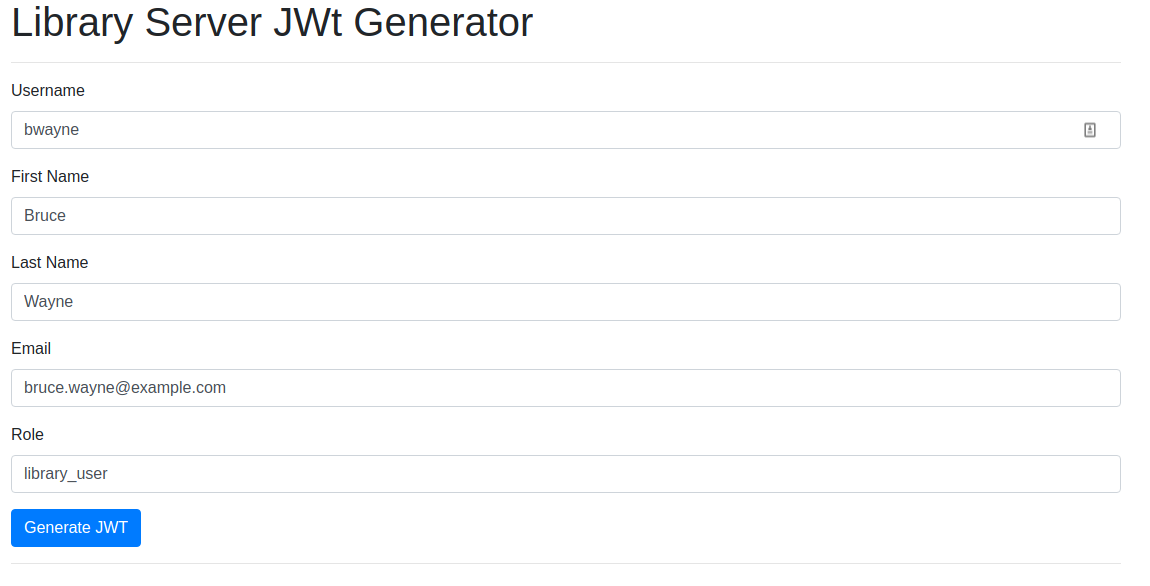 Library Server JWt Generator
Username
bwayne
First Name
Bruce
Last Name
Wayne
Email
bruce.wayne@example.com
Role
library_user
Generate JWT